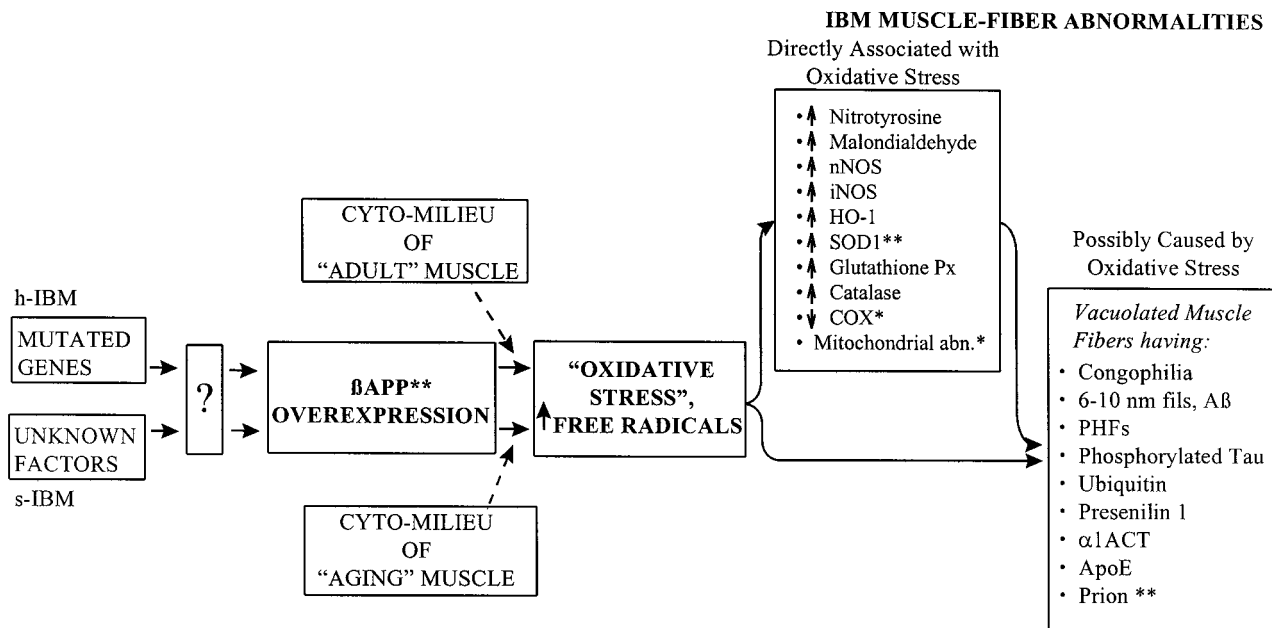 IBM MUSCLE-FIBER ABNORMALITIES
Directly Associated with
Oxidative Stress
• ↑ Nitrotyrosine
• ↑ Malondialdehyde
• ↑ nNOS
• ↑ iNOS
• ↑ HO-1
• ↑ SOD1**
• ↑ Glutathione Px
• ↑ Catalase
• ↓ COX*
• Mitochondrial abn.*
CYTO-MILIEU
OF
“ADULT” MUSCLE
h-IBM
MUTATED
GENES
UNKNOWN
FACTORS
s-IBM
?
ßAPP**
OVEREXPRESSION
“OXIDATIVE
STRESS”,
↑ FREE RADICALS
CYTO-MILIEU
OF
“AGING” MUSCLE
Possibly Caused by
Oxidative Stress
Vacuolated Muscle
Fibers having:
• Congophilia
• 6-10 nm fils, Aß
• PHFs
• Phosphorylated Tau
• Ubiquitin
• Presenilin 1
• α1ACT
• ApoE
• Prion **